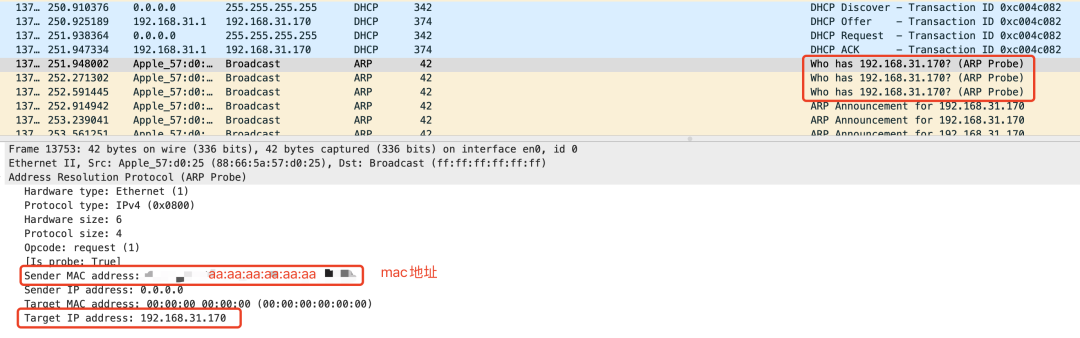 137… 250.910376 0.0.0.0 255.255.255.255 DHCP 342 DHCP Discover - Transaction ID 0xc004c082
137… 250.925189 192.168.31.1 192.168.31.170 DHCP 374 DHCP Offer - Transaction ID 0xc004c082
137… 251.938364 0.0.0.0 255.255.255.255 DHCP 342 DHCP Request - Transaction ID 0xc004c082
137… 251.947334 192.168.31.1 192.168.31.170 DHCP 374 DHCP ACK - Transaction ID 0xc004c082
137… 251.948002 Apple_57:d0:… Broadcast ARP 42 Who has 192.168.31.170? (ARP Probe)
137… 252.271302 Apple_57:d0:… Broadcast ARP 42 Who has 192.168.31.170? (ARP Probe)
137… 252.591445 Apple_57:d0:… Broadcast ARP 42 Who has 192.168.31.170? (ARP Probe)
137… 252.914942 Apple_57:d0:… Broadcast ARP 42 ARP Announcement for 192.168.31.170
137… 253.239041 Apple_57:d0:… Broadcast ARP 42 ARP Announcement for 192.168.31.170
137… 253.561251 Apple_57:d0:… Broadcast ARP 42 ARP Announcement for 192.168.31.170
Frame 13753: 42 bytes on wire (336 bits), 42 bytes captured (336 bits) on interface en0, id 0
Ethernet II, Src: Apple_57:d0:25 (88:66:5a:57:d0:25), Dst: Broadcast (ff:ff:ff:ff:ff:ff)
Address Resolution Protocol (ARP Probe)
Hardware type: Ethernet (1)
Protocol type: IPv4 (0x0800)
Hardware size: 6
Protocol size: 4
Opcode: request (1)
[Is probe: True]
Sender MAC address: aa:aa:aa:aa:aa:aa mac地址
Sender IP address: 0.0.0.0
Target MAC address: 00:00:00 00:00:00 (00:00:00:00:00:00)
Target IP address: 192.168.31.170